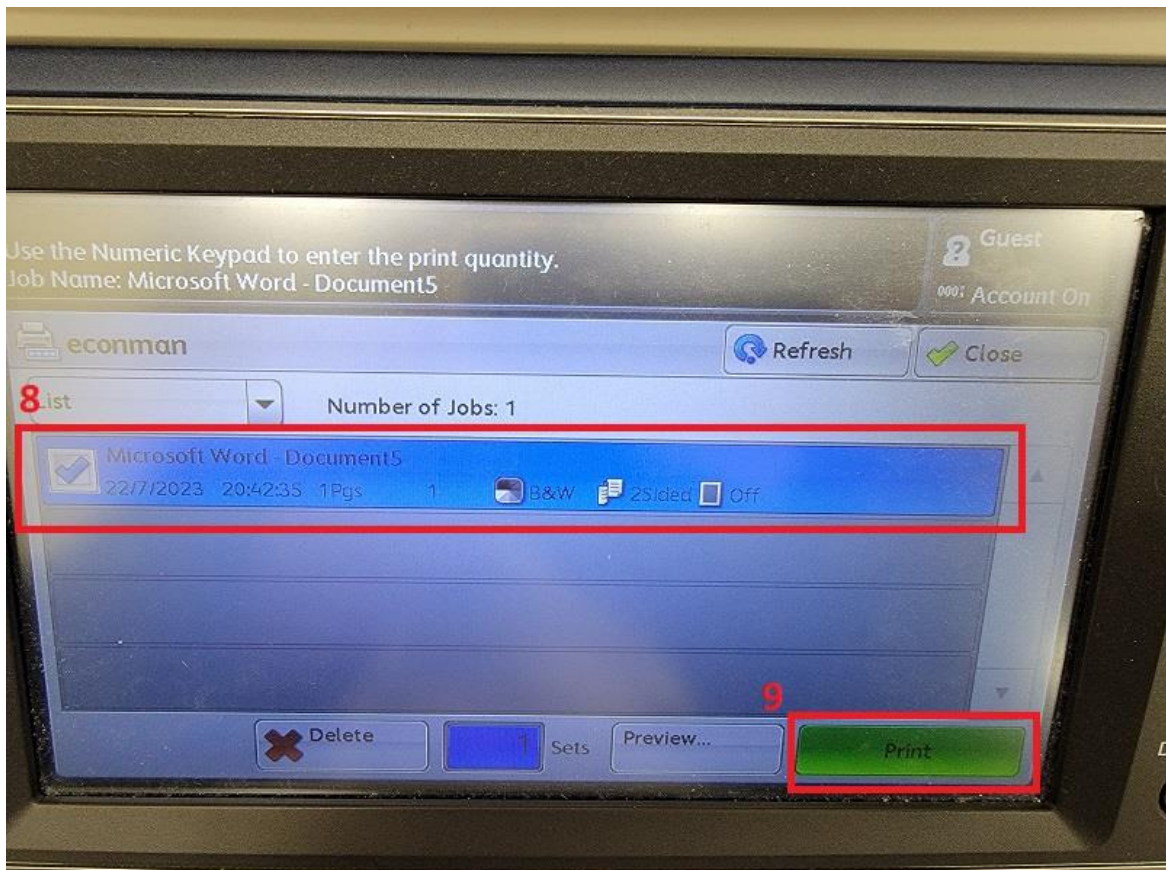 Use the Numeric Keypad to enter the print quantity.
Job Name: Microsoft Word - Document5
Guest
Account On
econman
Refresh
Close
8
List
Number of Jobs: 1
Microsoft Word - Document5
22/7/2023 20:42:35 1Pgs 1 B&W 2Sided Off
9
Delete
1 Sets
Preview...
Print